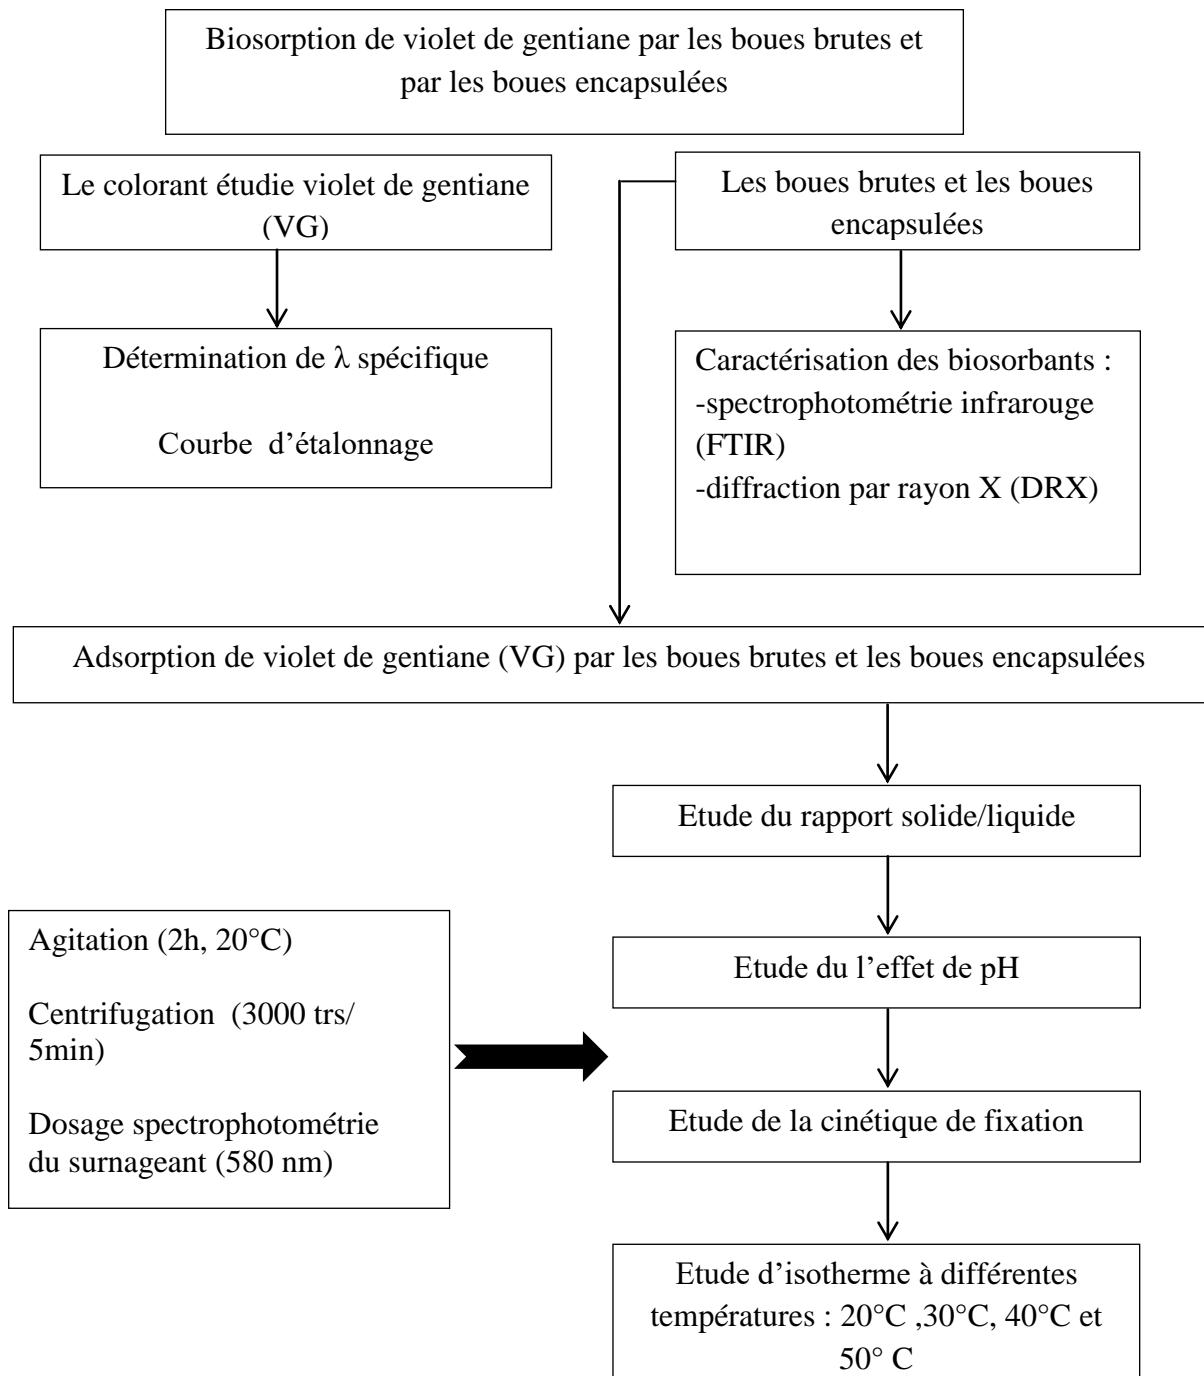 Biosorption de violet de gentiane par les boues brutes et
par les boues encapsulées
Le colorant étudie violet de gentiane
(VG)
Les boues brutes et les boues
encapsulées
Détermination de λ spécifique
Courbe d’étalonnage
Caractérisation des biosorbants :
-spectrophotométrie infrarouge
(FTIR)
-diffraction par rayon X (DRX)
Adsorption de violet de gentiane (VG) par les boues brutes et les boues encapsulées
Etude du rapport solide/liquide
Agitation (2h, 20°C)
Centrifugation (3000 trs/
5min)
Dosage spectrophotométrie
du surnageant (580 nm)
Etude du l’effet de pH
Etude de la cinétique de fixation
Etude d’isotherme à différentes
températures : 20°C ,30°C, 40°C et
50° C